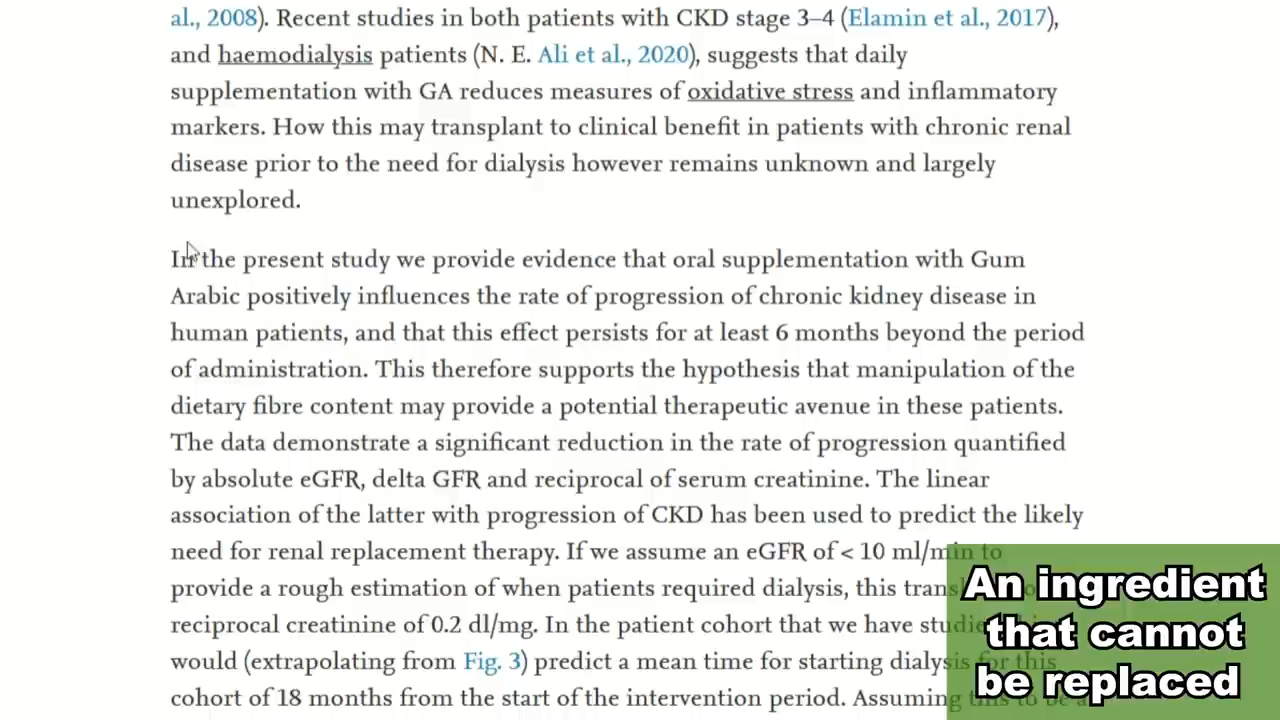 al., 2008). Recent studies in both patients with CKD stage 3–4 (Elamin et al., 2017),
and haemodialysis patients (N. E. Ali et al., 2020), suggests that daily
supplementation with GA reduces measures of oxidative stress and inflammatory
markers. How this may transplant to clinical benefit in patients with chronic renal
disease prior to the need for dialysis however remains unknown and largely
unexplored.
In the present study we provide evidence that oral supplementation with Gum
Arabic positively influences the rate of progression of chronic kidney disease in
human patients, and that this effect persists for at least 6 months beyond the period
of administration. This therefore supports the hypothesis that manipulation of the
dietary fibre content may provide a potential therapeutic avenue in these patients.
The data demonstrate a significant reduction in the rate of progression quantified
by absolute eGFR, delta GFR and reciprocal of serum creatinine. The linear
association of the latter with progression of CKD has been used to predict the likely
need for renal replacement therapy. If we assume an eGFR of < 10 ml/min to
provide a rough estimation of when patients required dialysis, this
reciprocal creatinine of 0.2 dl/mg. In the patient cohort that we have
would (extrapolating from Fig. 3) predict a mean time for starting dialysis for this
cohort of 18 months from the start of the intervention period. Assuming this to be a
An ingredient
that cannot
be replaced